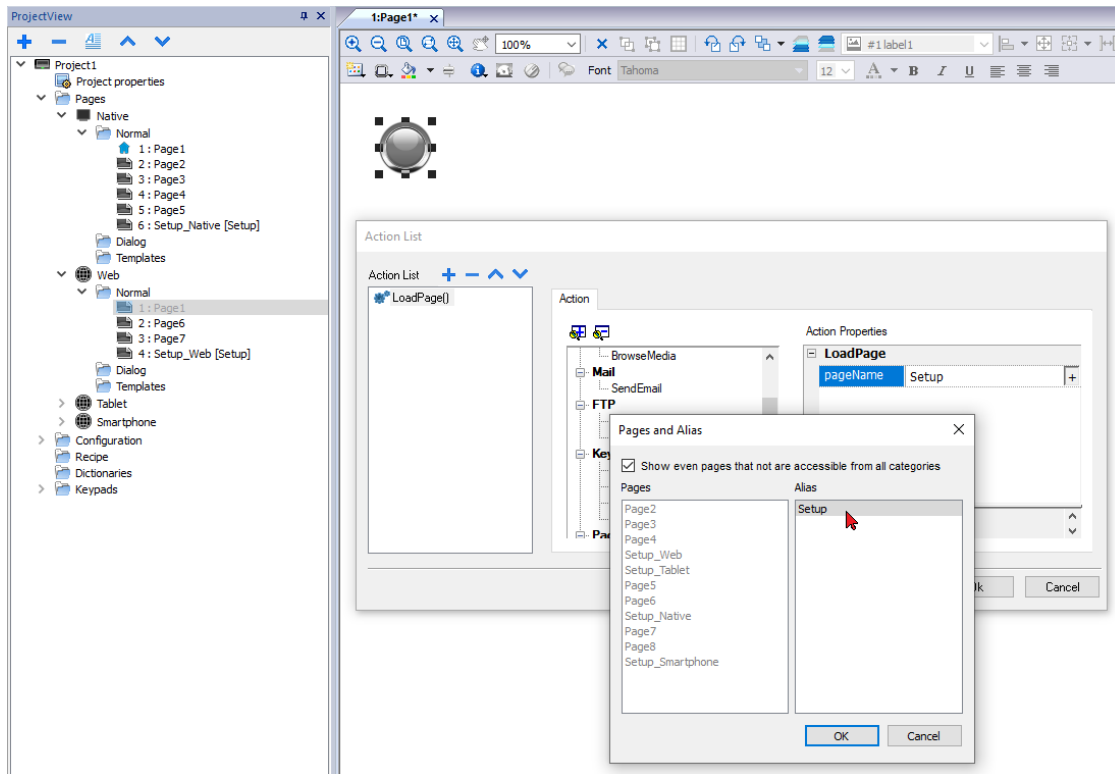 ProjectView
Project1
Project properties
Pages
Native
Normal
1 : Page1
2 : Page2
3 : Page3
4 : Page4
5 : Page5
6 : Setup_Native [Setup]
Dialog
Templates
Web
Normal
1 : Page1
2 : Page6
3 : Page7
4 : Setup_Web [Setup]
Dialog
Templates
Tablet
Smartphone
Configuration
Recipe
Dictionaries
Keypads
1:Page1*
100%
#1 label1
Font Tahoma
12 A B I U
Action List
Action List
LoadPage()
Action
BrowseMedia
Mail
SendEmail
FTP
Key
Pa
Action Properties
LoadPage
pageName Setup +
Cancel
Pages and Alias
Show even pages that not are accessible from all categories
Pages
Page2
Page3
Page4
Setup_Web
Setup_Tablet
Page5
Page6
Setup_Native
Page7
Page8
Setup_Smartphone
Alias
Setup
OK Cancel